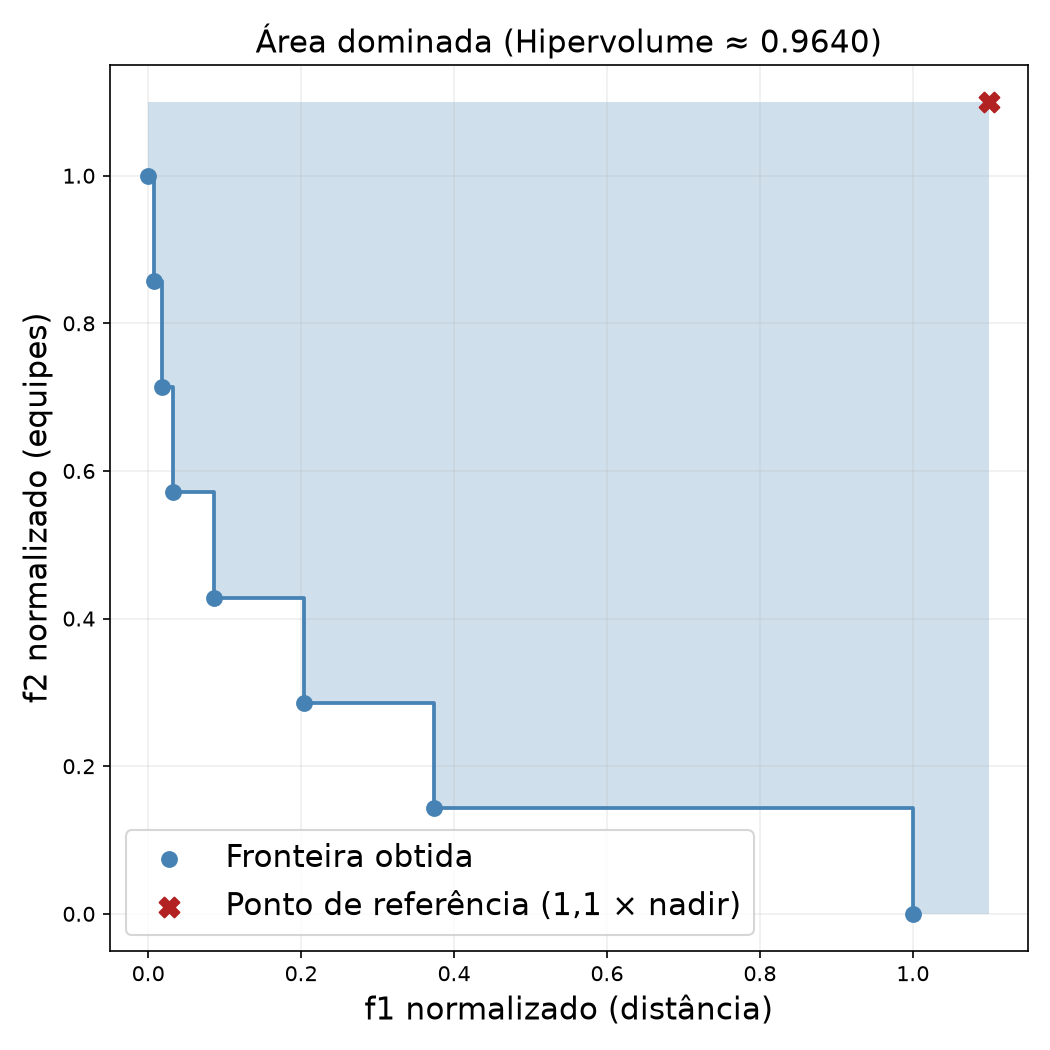 Área dominada (Hipervolume ≈ 0.9640)
f2 normalizado (equipes)
1.0
0.8
0.6
0.4
0.2
0.0
Fronteira obtida
Ponto de referência (1,1 × nadir)
0.0 0.2 0.4 0.6 0.8 1.0
f1 normalizado (distância)